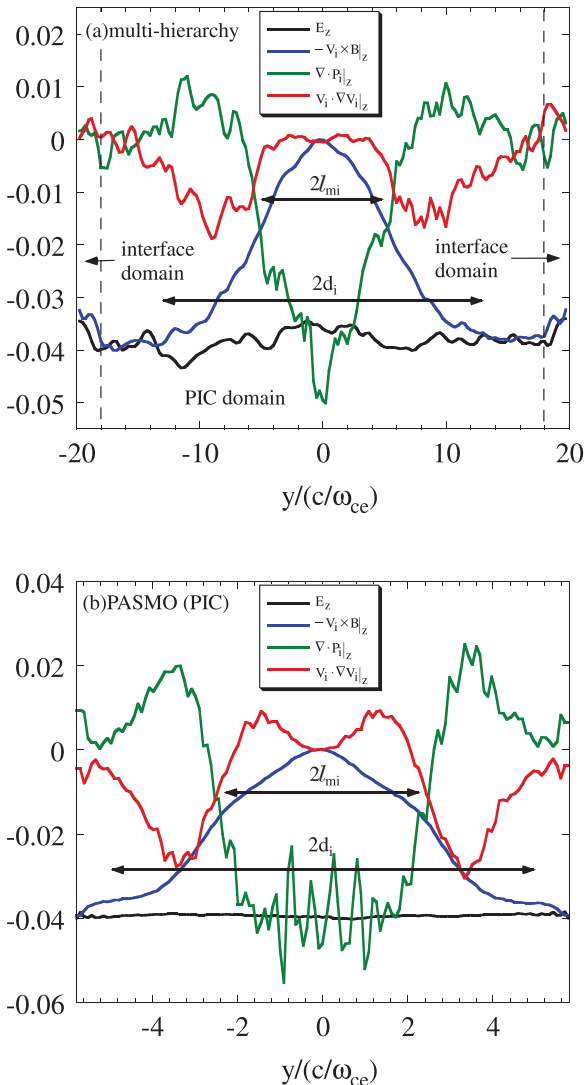 (a)multi-hierarchy
E_z
-V_i × B|_z
∇·P_i|_z
V_i·∇V_i|_z
0.02
0.01
0
-0.01
-0.02
-0.03
-0.04
-0.05
2l_mi
interface domain
interface domain
2d_i
PIC domain
-20
-10
0
10
20
y/(c/ω_ce)
(b)PASMO (PIC)
E_z
-V_i × B|_z
∇·P_i|_z
V_i·∇V_i|_z
0.04
0.02
0
-0.02
-0.04
-0.06
2l_mi
2d_i
-4
-2
0
2
4
y/(c/ω_ce)